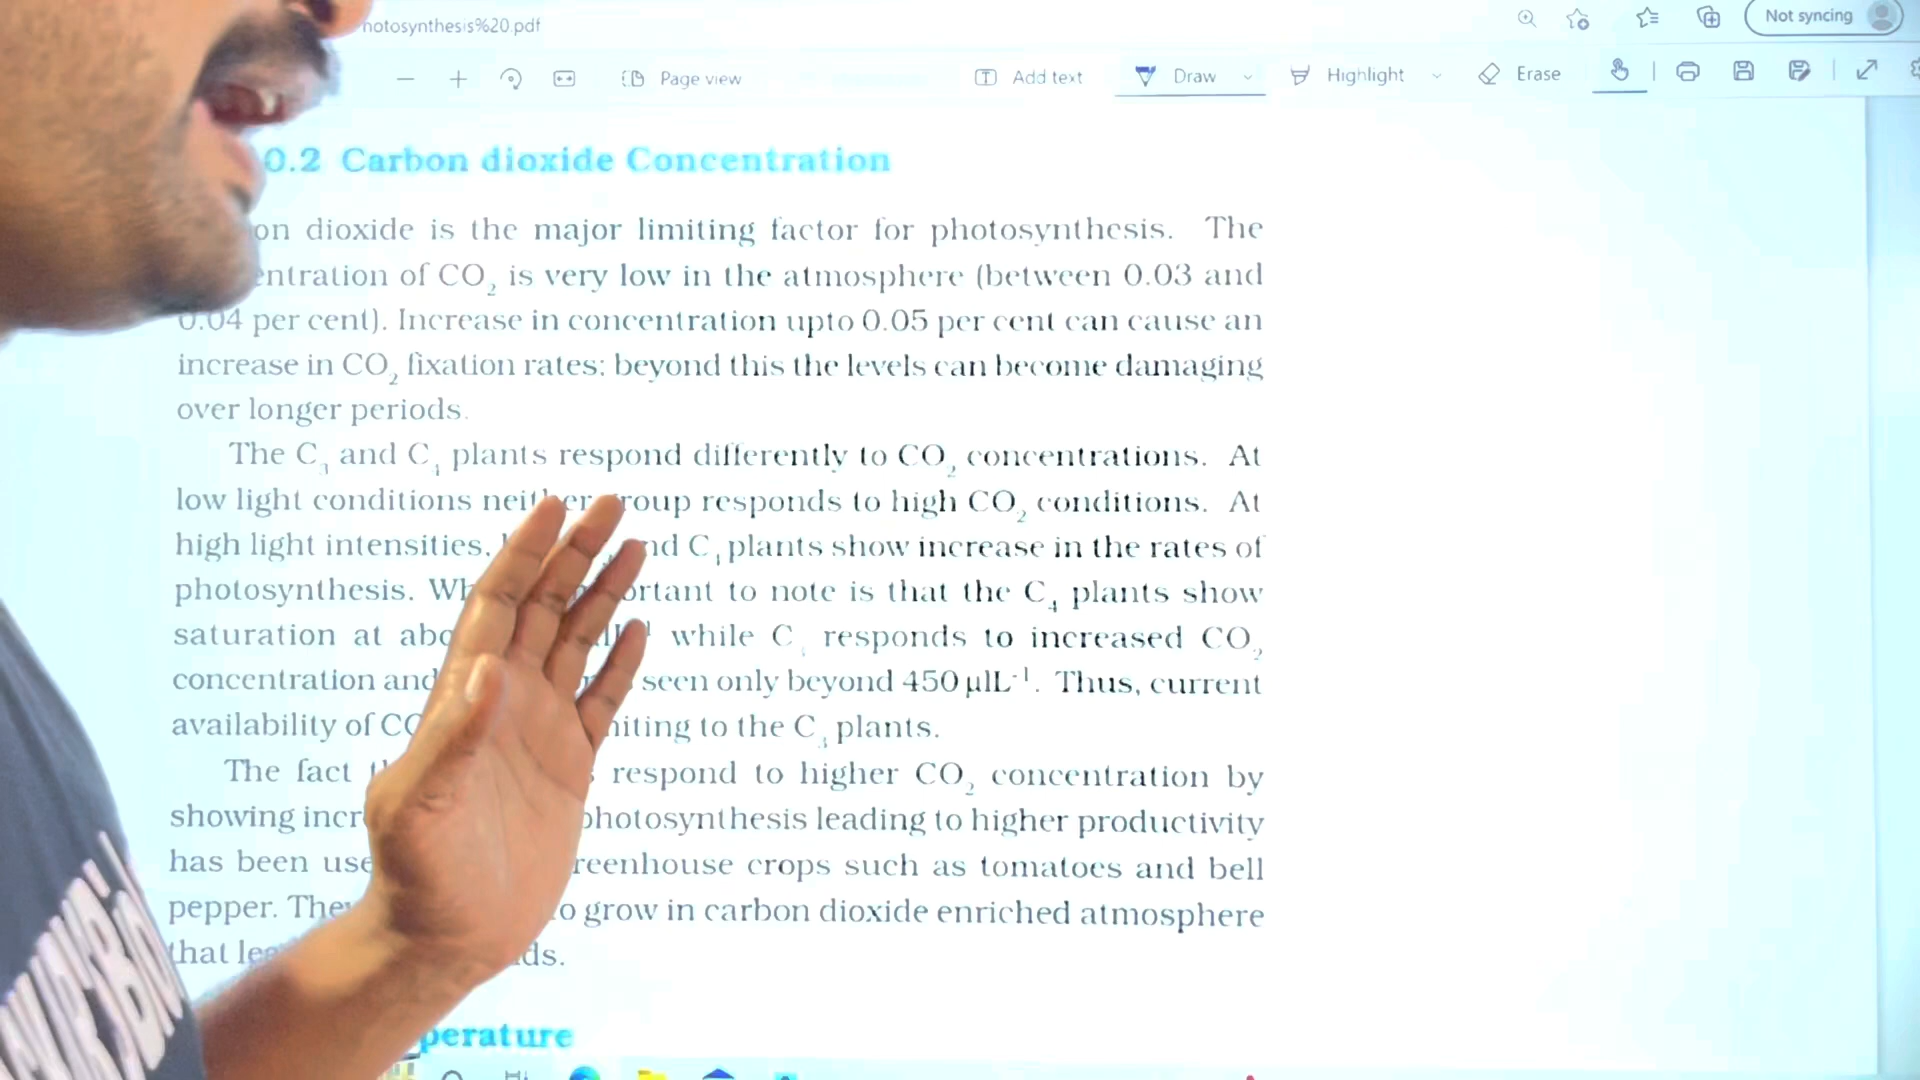 notosynthesis%20.pdf
Not syncing
Page view
Add text
Draw
Highlight
Erase
0.2 Carbon dioxide Concentration
on dioxide is the major limiting factor for photosynthesis. The
entration of CO2 is very low in the atmosphere (between 0.03 and
0.04 per cent). Increase in concentration upto 0.05 per cent can cause an
increase in CO2 fixation rates; beyond this the levels can become damaging
over longer periods.
The C3 and C4 plants respond differently to CO2 concentrations. At
low light conditions neither group responds to high CO2 conditions. At
high light intensities, nd C4 plants show increase in the rates of
photosynthesis. Wh ortant to note is that the C4 plants show
saturation at abo while C3 responds to increased CO2
concentration and seen only beyond 450 µlL-1. Thus, current
availability of CO miting to the C3 plants.
The fact respond to higher CO2 concentration by
showing incr photosynthesis leading to higher productivity
has been use reenhouse crops such as tomatoes and bell
pepper. They o grow in carbon dioxide enriched atmosphere
that lea ds.
perature